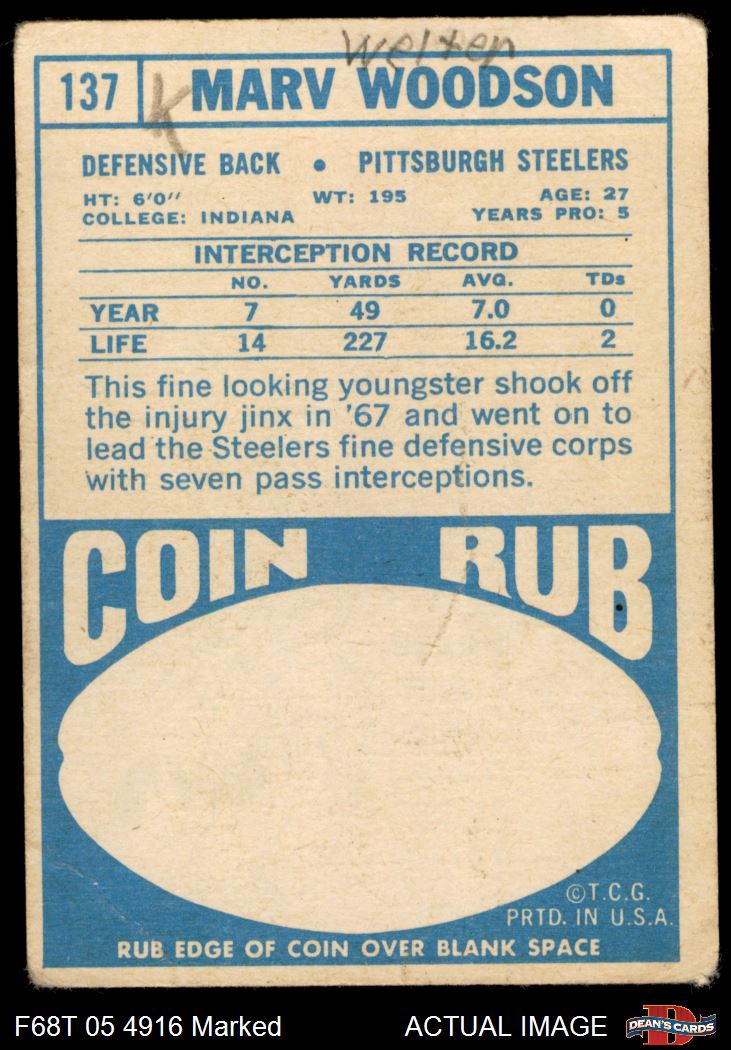 Welter
K
137 MARV WOODSON
DEFENSIVE BACK • PITTSBURGH STEELERS
HT: 6'0" WT: 195 AGE: 27
COLLEGE: INDIANA YEARS PRO: 5
INTERCEPTION RECORD
NO. YARDS AVG. TDs
YEAR 7 49 7.0 0
LIFE 14 227 16.2 2
This fine looking youngster shook off
the injury jinx in '67 and went on to
lead the Steelers fine defensive corps
with seven pass interceptions.
COIN RUB
©T.C.G.
PRTD. IN U.S.A.
RUB EDGE OF COIN OVER BLANK SPACE
F68T 05 4916 Marked ACTUAL IMAGE D DEAN'S CARDS